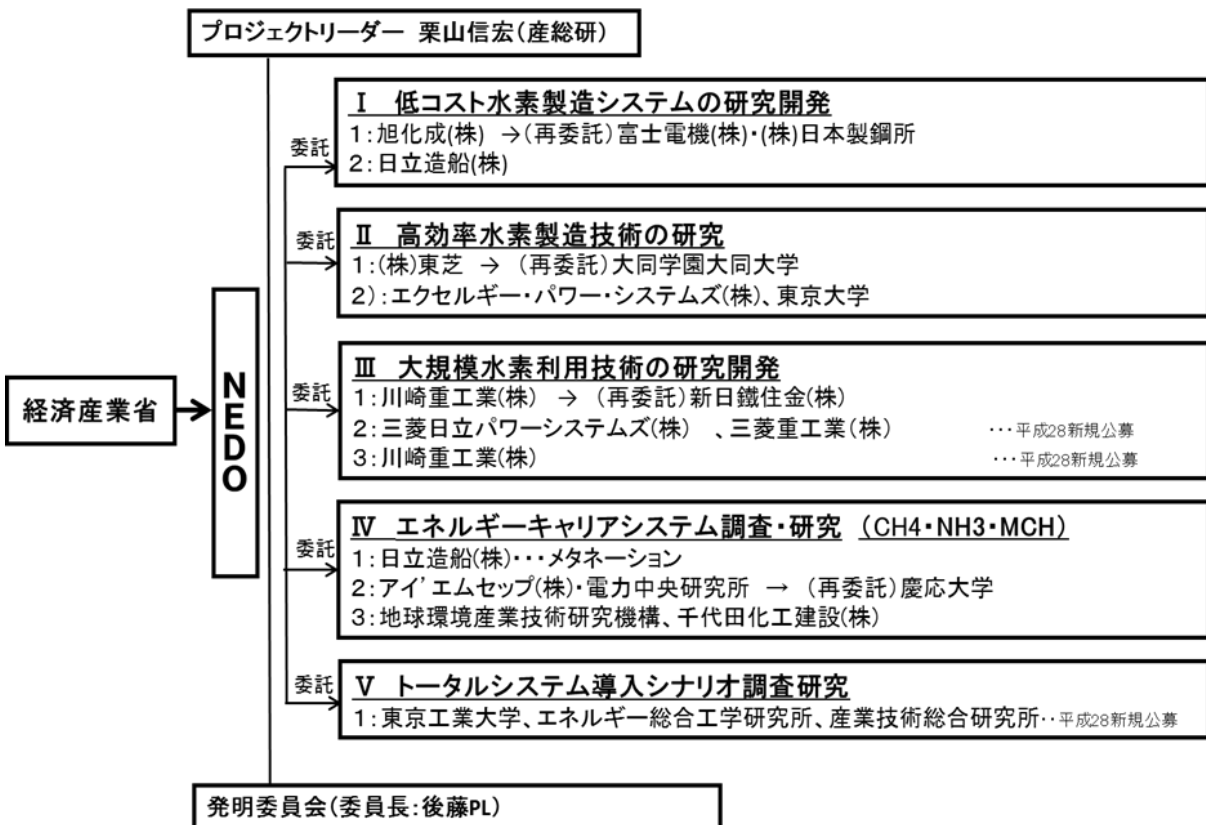 プロジェクトリーダー 栗山信宏(産総研)
Ⅰ 低コスト水素製造システムの研究開発
委託
1:旭化成(株) →(再委託)富士電機(株)・(株)日本製鋼所
2:日立造船(株)
委託
Ⅱ 高効率水素製造技術の研究
1:(株)東芝 → (再委託)大同学園大同大学
2):エクセルギー・パワー・システムズ(株)、東京大学
経済産業省
NEDO
委託
Ⅲ 大規模水素利用技術の研究開発
1:川崎重工業(株) → (再委託)新日鐵住金(株)
2:三菱日立パワーシステムズ(株) 、三菱重工業(株) ・・・平成28新規公募
3:川崎重工業(株) ・・・平成28新規公募
委託
Ⅳ エネルギーキャリアシステム調査・研究 (CH4・NH3・MCH)
1:日立造船(株)・・・メタネーション
2:アイ'エムセップ(株)・電力中央研究所 → (再委託)慶応大学
3:地球環境産業技術研究機構、千代田化工建設(株)
委託
Ⅴ トータルシステム導入シナリオ調査研究
1:東京工業大学、エネルギー総合工学研究所、産業技術総合研究所・・平成28新規公募
発明委員会(委員長:後藤PL)